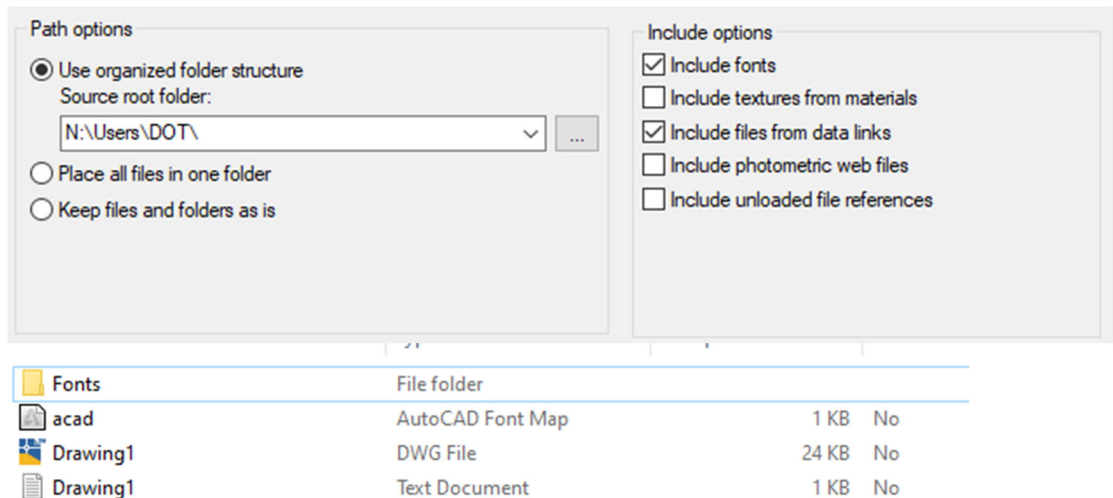 Path options
Use organized folder structure
Source root folder:
N:\Users\DOT\
...
Place all files in one folder
Keep files and folders as is
Include options
Include fonts
Include textures from materials
Include files from data links
Include photometric web files
Include unloaded file references
Fonts File folder
acad AutoCAD Font Map 1 KB No
Drawing1 DWG File 24 KB No
Drawing1 Text Document 1 KB No